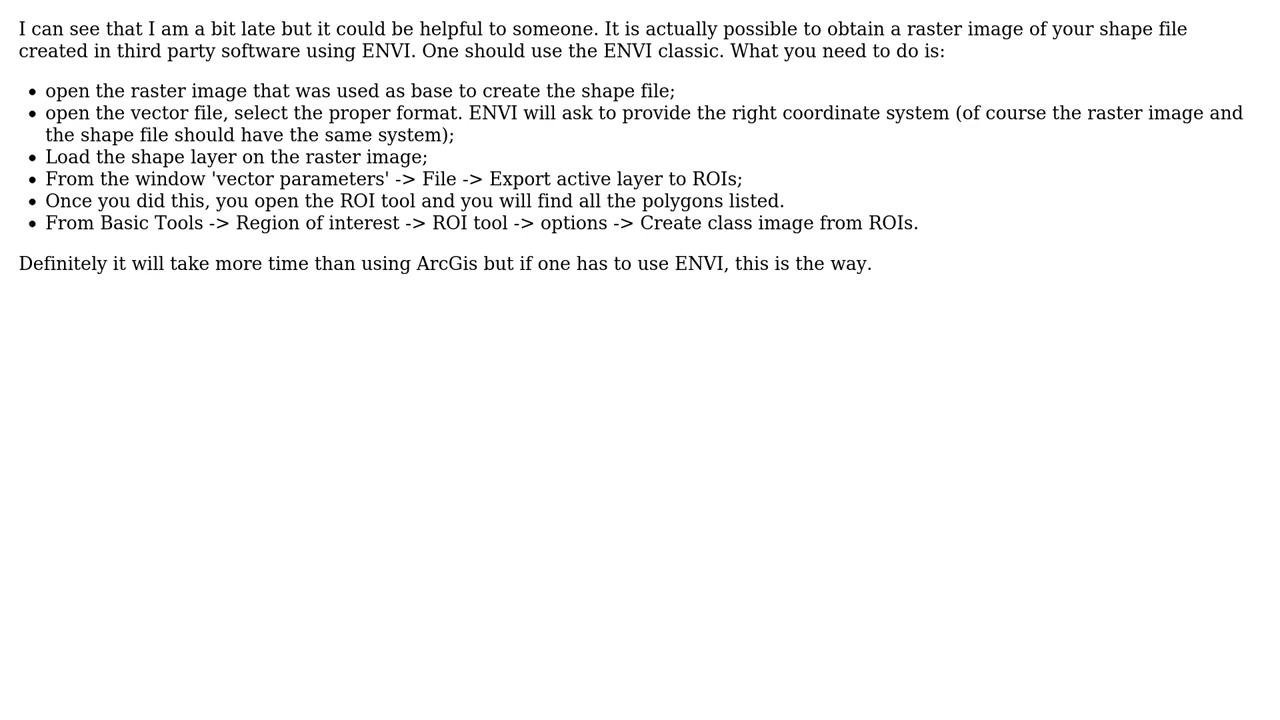 I can see that I am a bit late but it could be helpful to someone. It is actually possible to obtain a raster image of your shape file
created in third party software using ENVI. One should use the ENVI classic. What you need to do is:
• open the raster image that was used as base to create the shape file;
• open the vector file, select the proper format. ENVI will ask to provide the right coordinate system (of course the raster image and
the shape file should have the same system);
• Load the shape layer on the raster image;
• From the window 'vector parameters' -> File -> Export active layer to ROIs;
• Once you did this, you open the ROI tool and you will find all the polygons listed.
• From Basic Tools -> Region of interest -> ROI tool -> options -> Create class image from ROIs.
Definitely it will take more time than using ArcGis but if one has to use ENVI, this is the way.